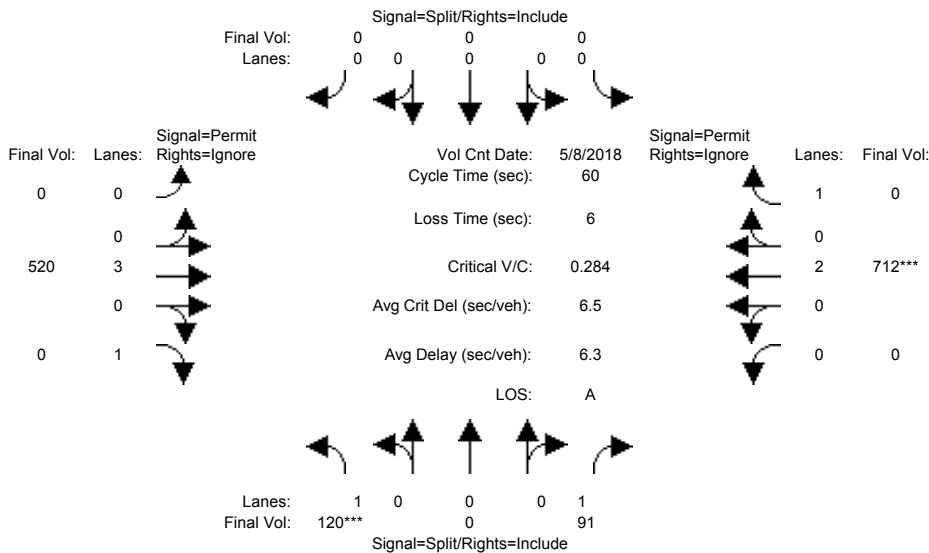 Signal=Split/Rights=Include
Final Vol: 0 0 0
Lanes: 0 0 0 0 0
Signal=Permit Signal=Permit
Final Vol: Lanes: Rights=Ignore Vol Cnt Date: 5/8/2018 Rights=Ignore Lanes: Final Vol:
Cycle Time (sec): 60
0 0 1 0
Loss Time (sec): 6
0 0
520 3 Critical V/C: 0.284 2 712***
0 Avg Crit Del (sec/veh): 6.5 0
0 1 Avg Delay (sec/veh): 6.3 0 0
LOS: A
Lanes: 1 0 0 0 1
Final Vol: 120*** 0 91
Signal=Split/Rights=Include